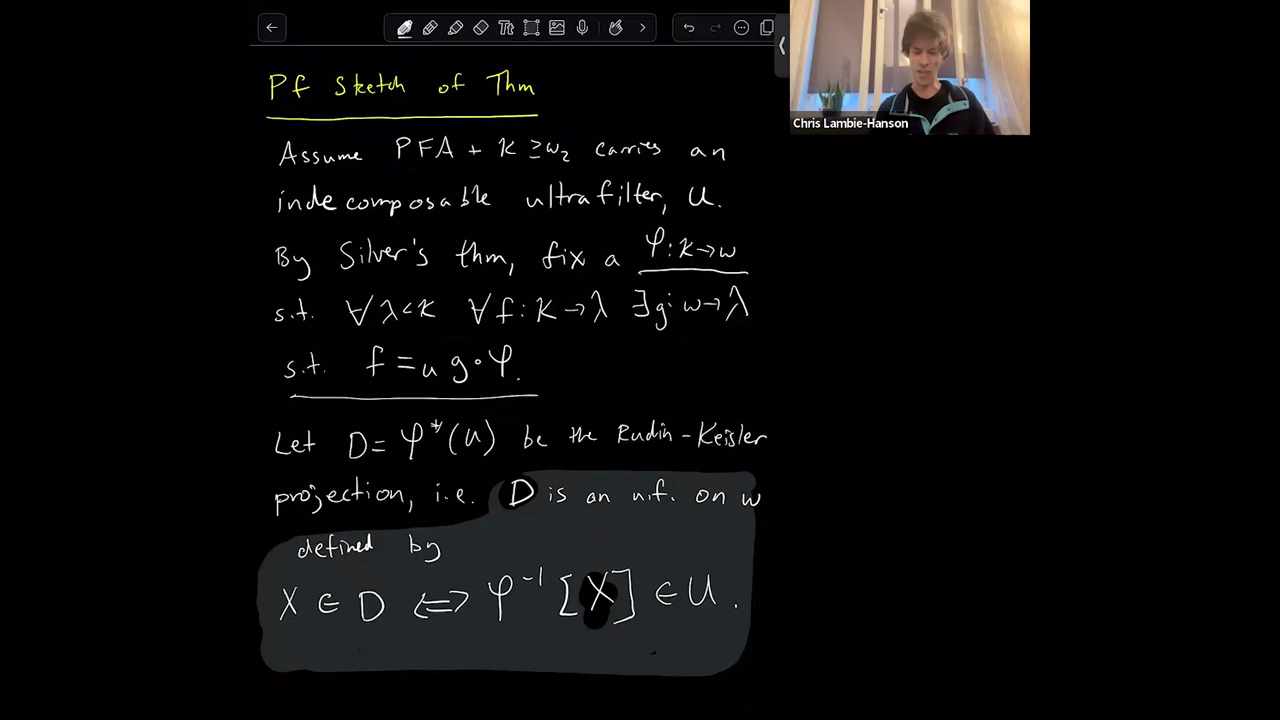 Tt
Chris Lambie-Hanson
Pf Sketch of Thm
Assume PFA + κ ≥ ω₂ carries an
indecomposable ultrafilter, U.
By Silver's thm, fix a φ : κ → ω
s.t. ∀ λ < κ ∀ f : κ → λ ∃ g : ω → λ
s.t. f =ᵤ g ∘ φ.
Let D = φ*(U) be the Rudin-Keisler
projection, i.e. D is an u.f. on ω
defined by
X ∈ D ⇔ φ⁻¹ [X] ∈ U.